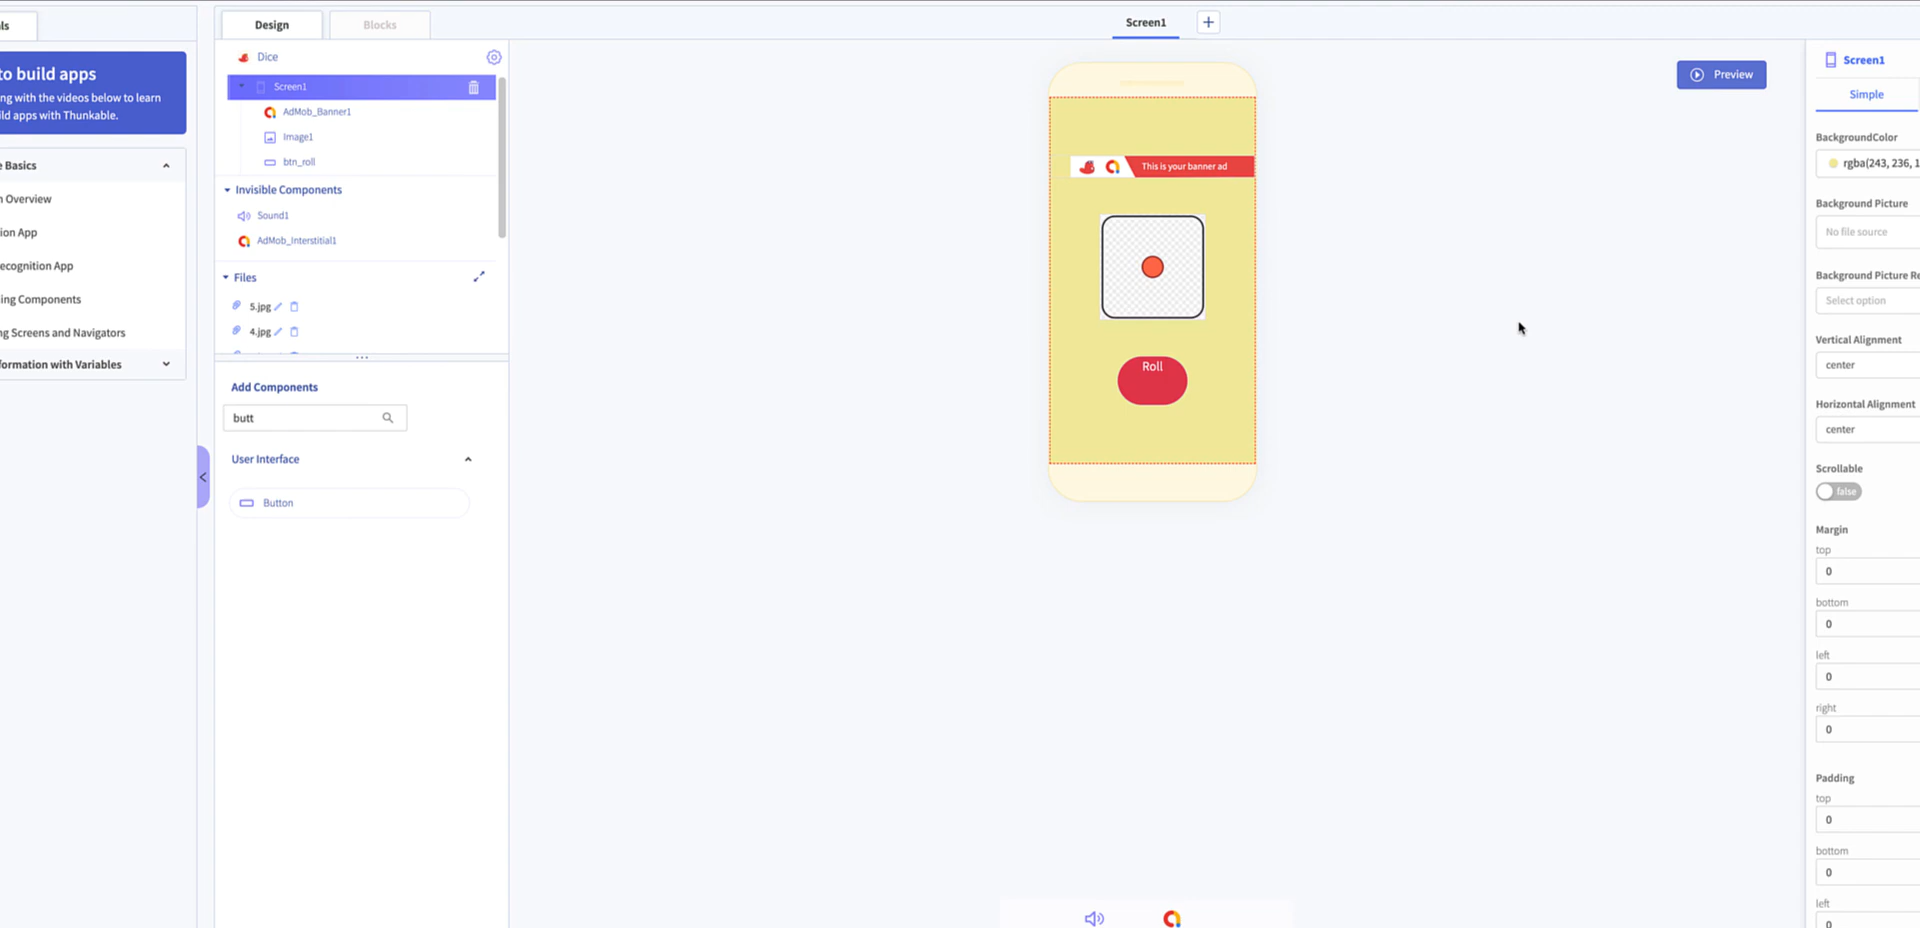 ls
to build apps
ng with the videos below to learn
ild apps with Thunkable.
e Basics
n Overview
ion App
ecognition App
ing Components
ng Screens and Navigators
formation with Variables
Design
Blocks
Dice
Screen1
AdMob_Banner1
Image1
btn_roll
Invisible Components
Sound1
AdMob_Interstitial1
Files
5.jpg
4.jpg
Add Components
butt
User Interface
Button
Screen1
This is your banner ad
Roll
Preview
Screen1
Simple
BackgroundColor
rgba(243, 236, 1
Background Picture
No file source
Background Picture Re
Select option
Vertical Alignment
center
Horizontal Alignment
center
Scrollable
false
Margin
top
0
bottom
0
left
0
right
0
Padding
top
0
bottom
0
left
0